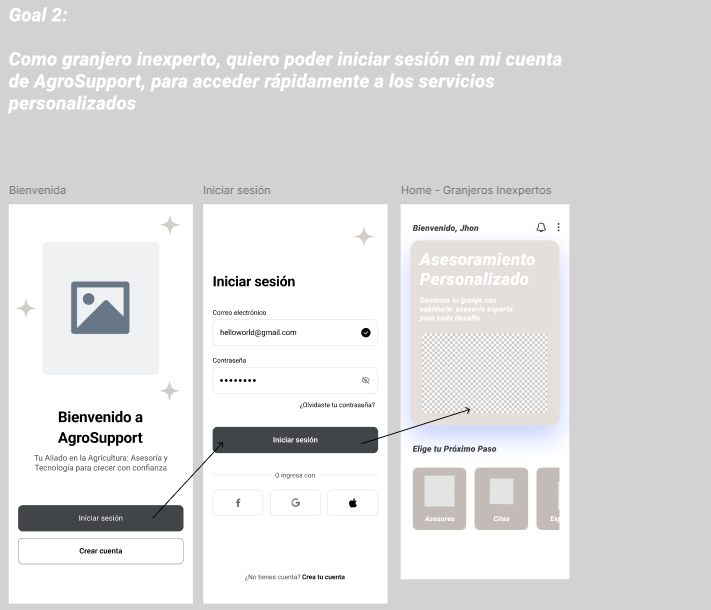 Goal 2:
Como granjero inexperto, quiero poder iniciar sesión en mi cuenta
de AgroSupport, para acceder rápidamente a los servicios
personalizados
Bienvenida
Bienvenido a
AgroSupport
Tu Aliado en la Agricultura: Asesoría y
Tecnología para crecer con confianza
Iniciar sesión
Crear cuenta
Iniciar sesión
Iniciar sesión
Correo electrónico
helloworld@gmail.com
Contraseña
¿Olvidaste tu contraseña?
Iniciar sesión
O ingresa con
¿No tienes cuenta? Crea tu cuenta
Home - Granjeros Inexpertos
Bienvenido, Jhon
Asesoramiento
Personalizado
Gestiona tu granja con
sabiduría: asesoría experta
para cada desafío
Elige tu Próximo Paso
Asesores
Citas